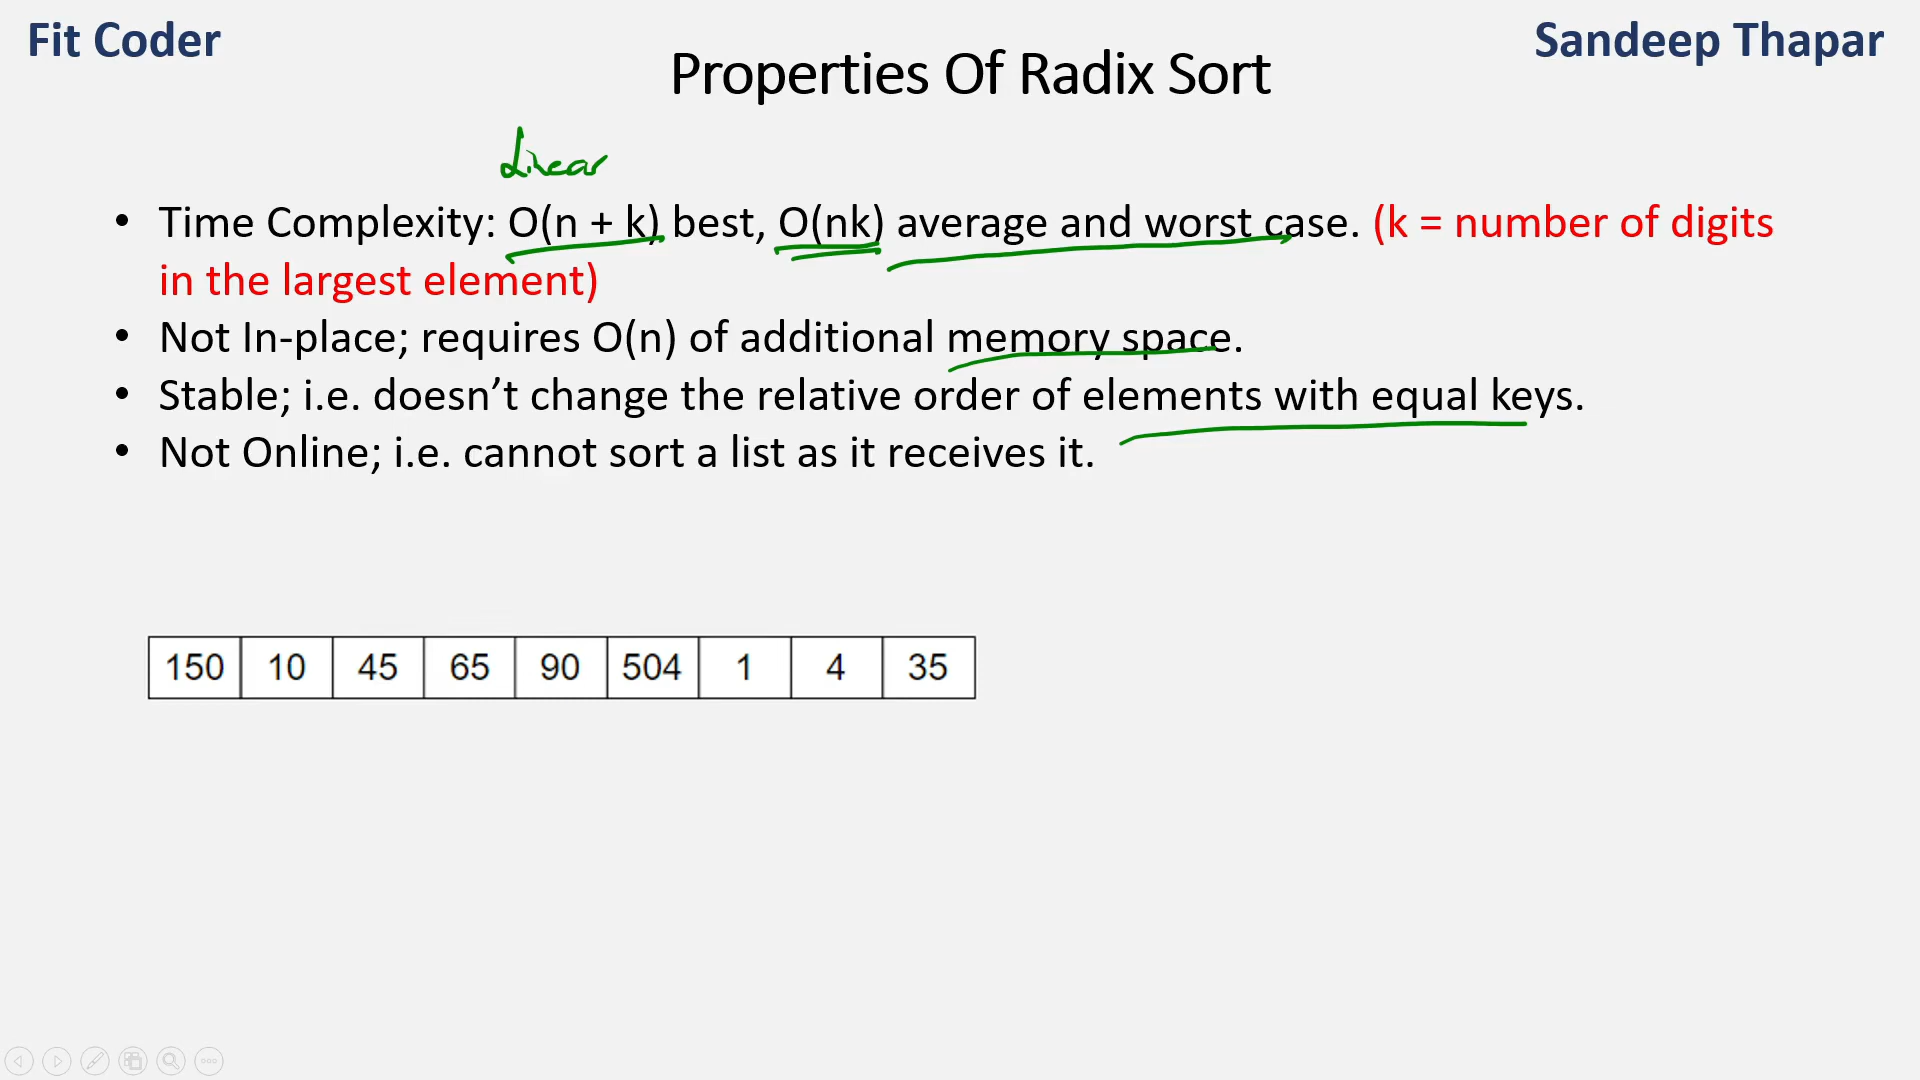 Fit Coder
Sandeep Thapar
Properties Of Radix Sort
Linear
• Time Complexity: O(n + k) best, O(nk) average and worst case. (k = number of digits
in the largest element)
• Not In-place; requires O(n) of additional memory space.
• Stable; i.e. doesn’t change the relative order of elements with equal keys.
• Not Online; i.e. cannot sort a list as it receives it.
150 10 45 65 90 504 1 4 35